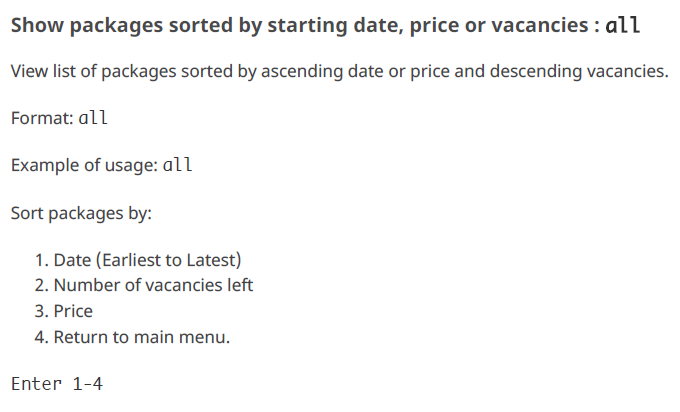 Show packages sorted by starting date, price or vacancies : all
View list of packages sorted by ascending date or price and descending vacancies.
Format: all
Example of usage: all
Sort packages by:
1. Date (Earliest to Latest)
2. Number of vacancies left
3. Price
4. Return to main menu.
Enter 1-4